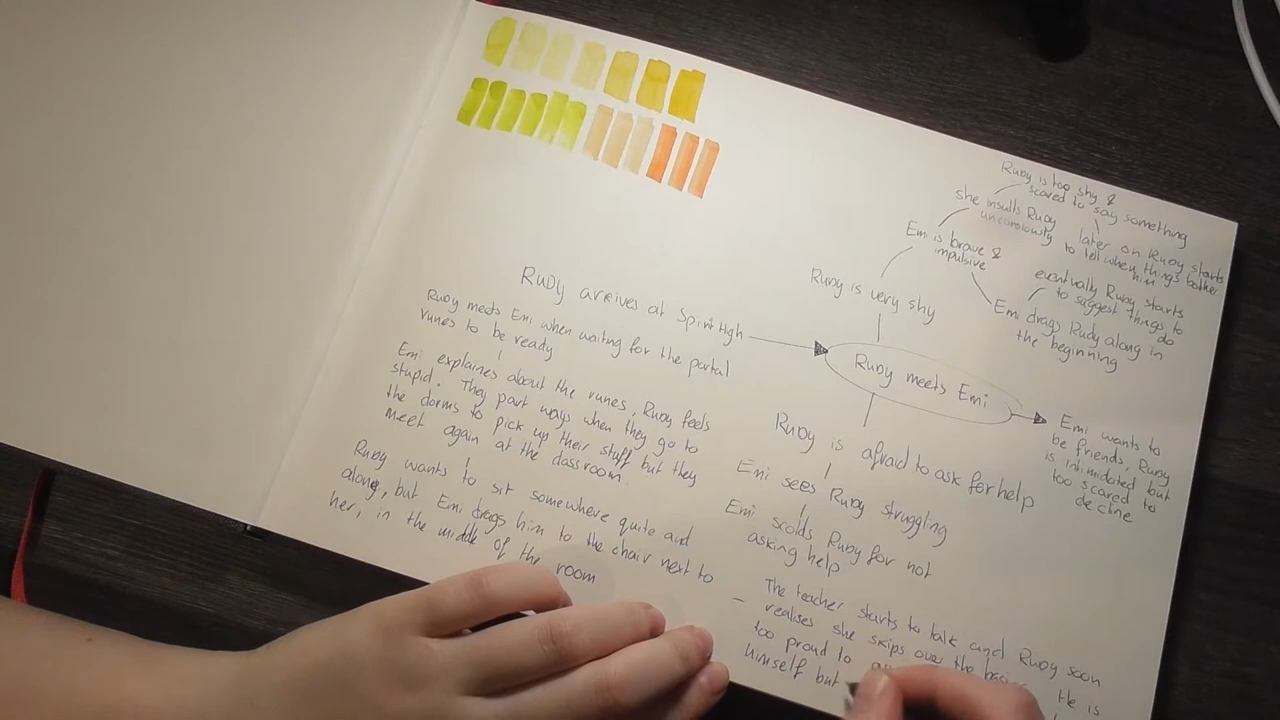 Ruby arrives at Spirit High
Ruby meets Emi when waiting for the portal
runes to be ready
Emi explaines about the runes, Ruby feels
stupid. They part ways when they go to
the dorms to pick up their stuff but they
meet again at the classroom.
Ruby wants to sit somewhere quite and
along, but Emi drags him to the chair next to
her, in the middle of the room
Ruby meets Emi
Ruby is very shy
Emi is brave &
impulsive
she insults Ruby
unconciously
Ruby is too shy &
scared to say something
later on Ruby starts
to tell when things bother
him
Emi drags Ruby along in
the beginning
eventually Ruby starts
to suggest things to
do
Emi wants to
be friends, Ruby
is intimidated but
too scared to
decline
Ruby is afraid to ask for help
Emi sees Ruby struggling
Emi scolds Ruby for not
asking help
The teacher starts to talk and Ruby soon
realises she skips over the He is
too proud to
himself but